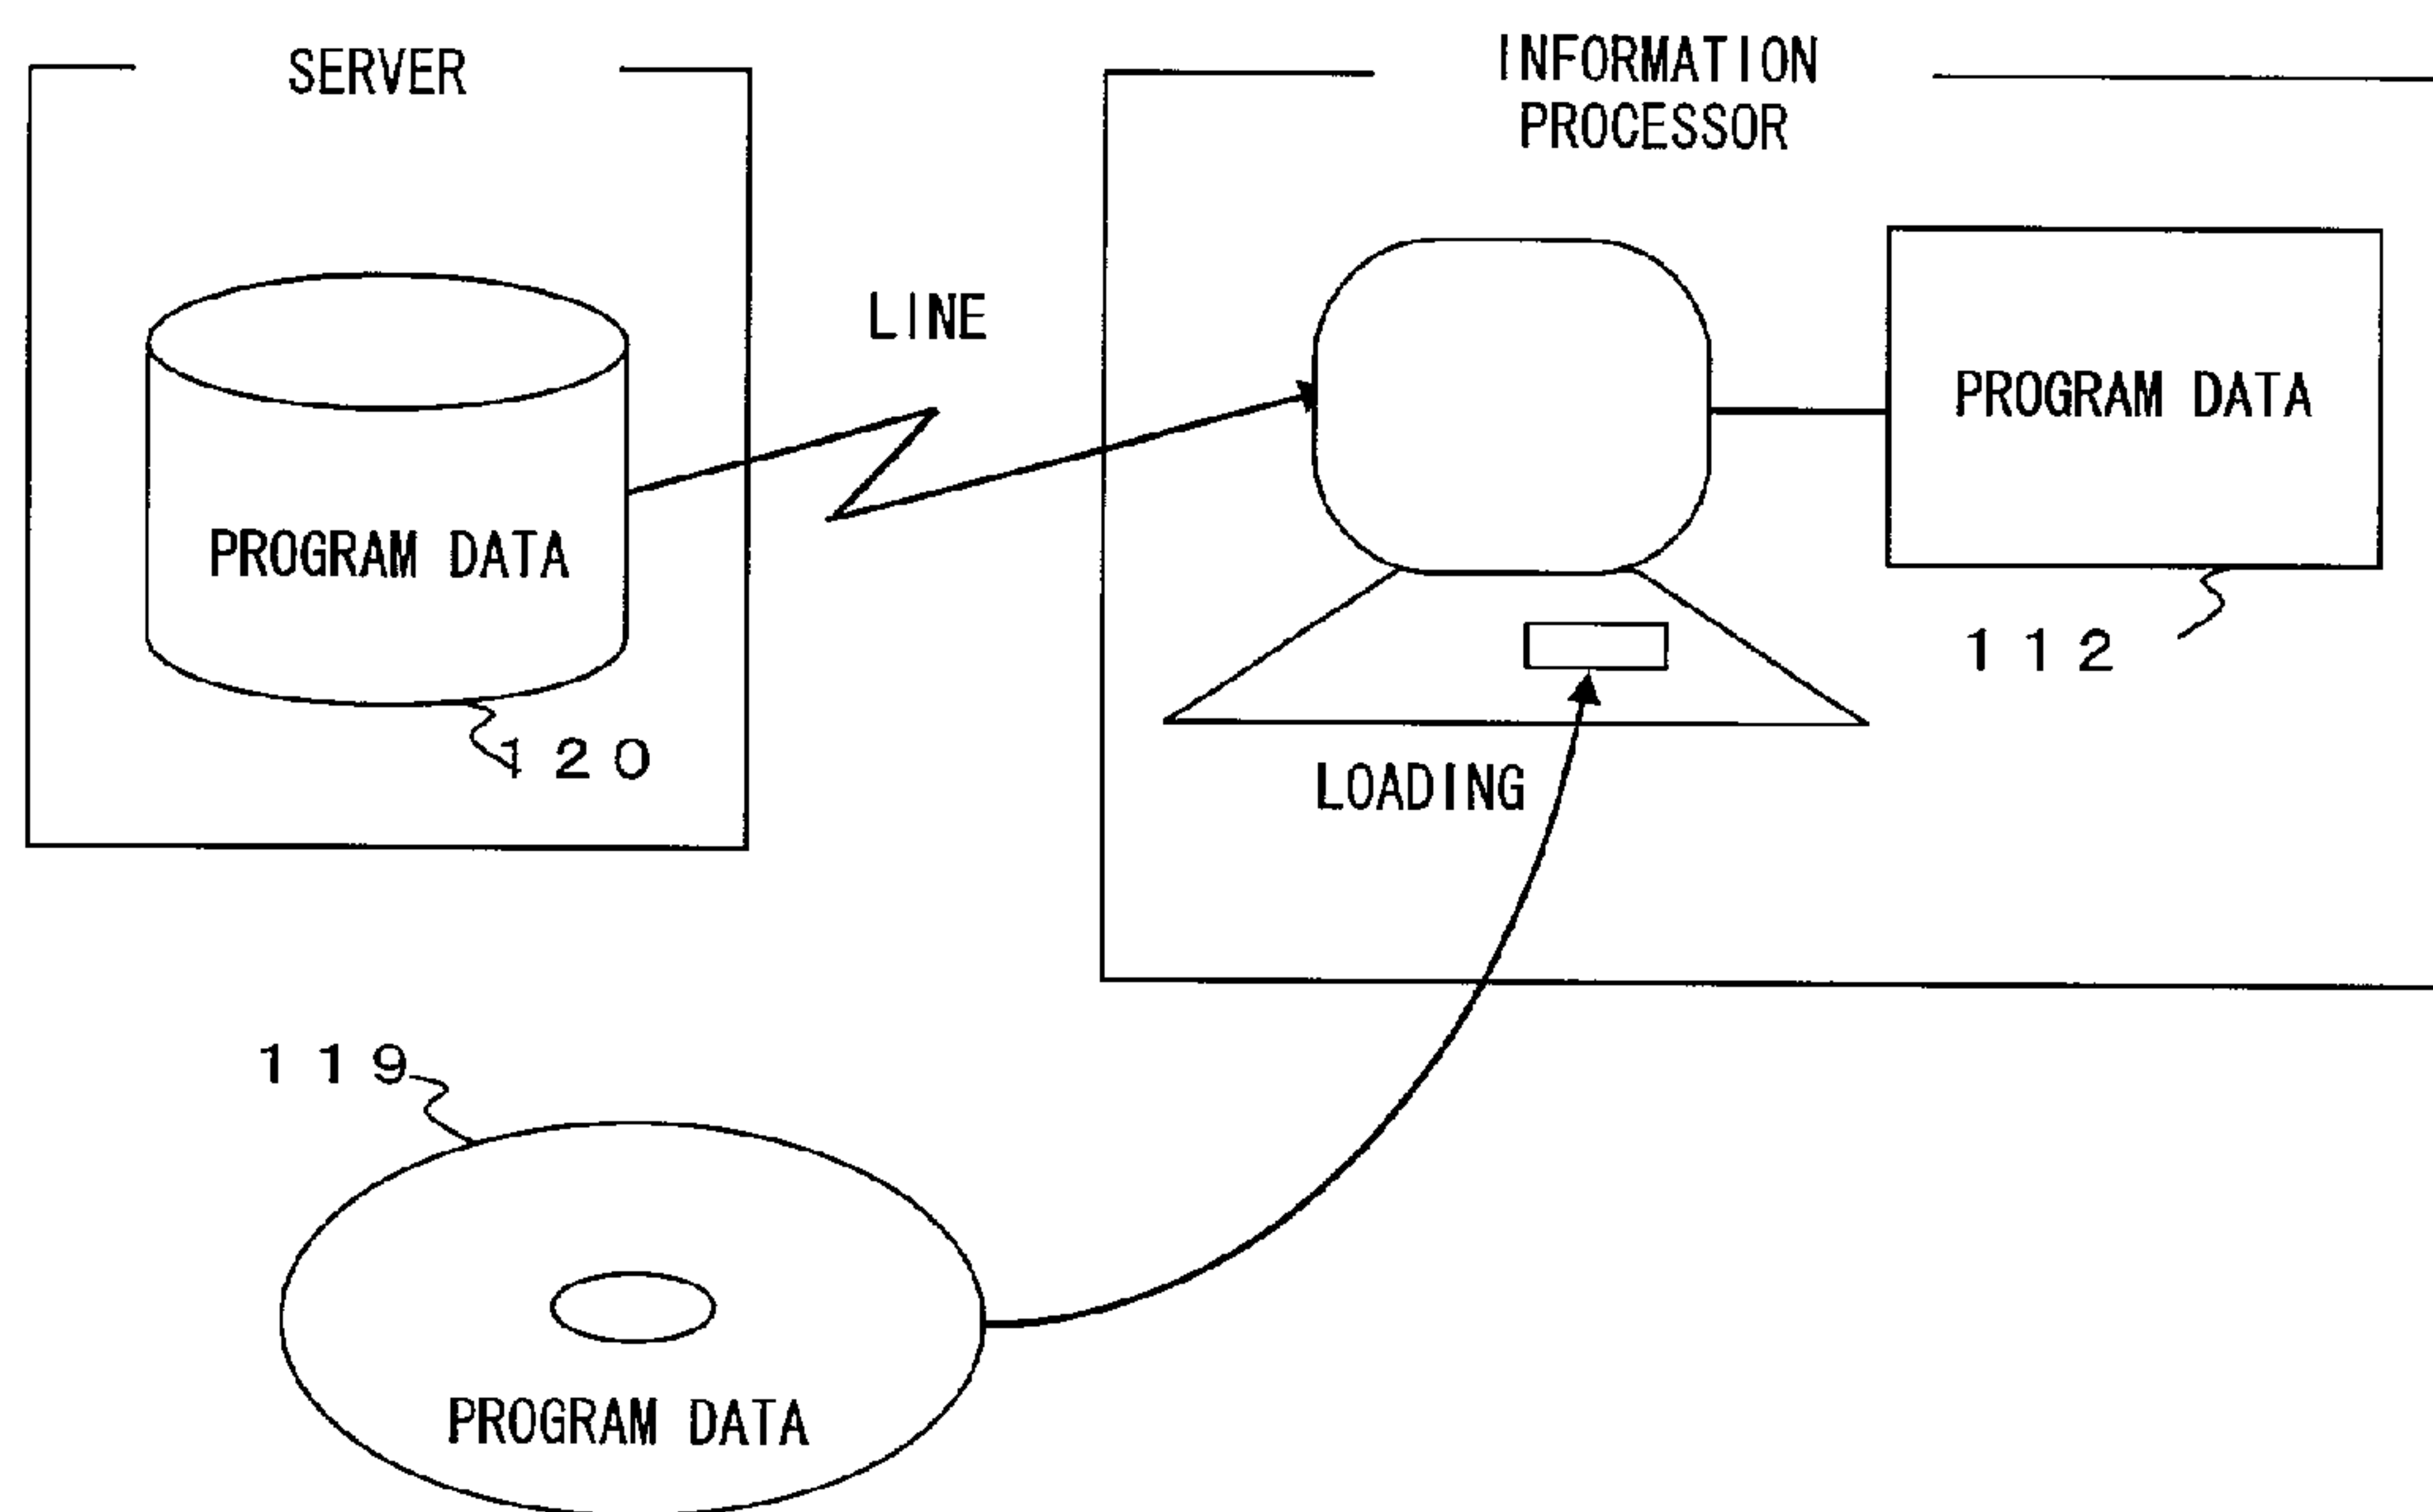 SERVER
INFORMATION
PROCESSOR
LINE
PROGRAM DATA
PROGRAM DATA
112
120
LOADING
119
PROGRAM DATA